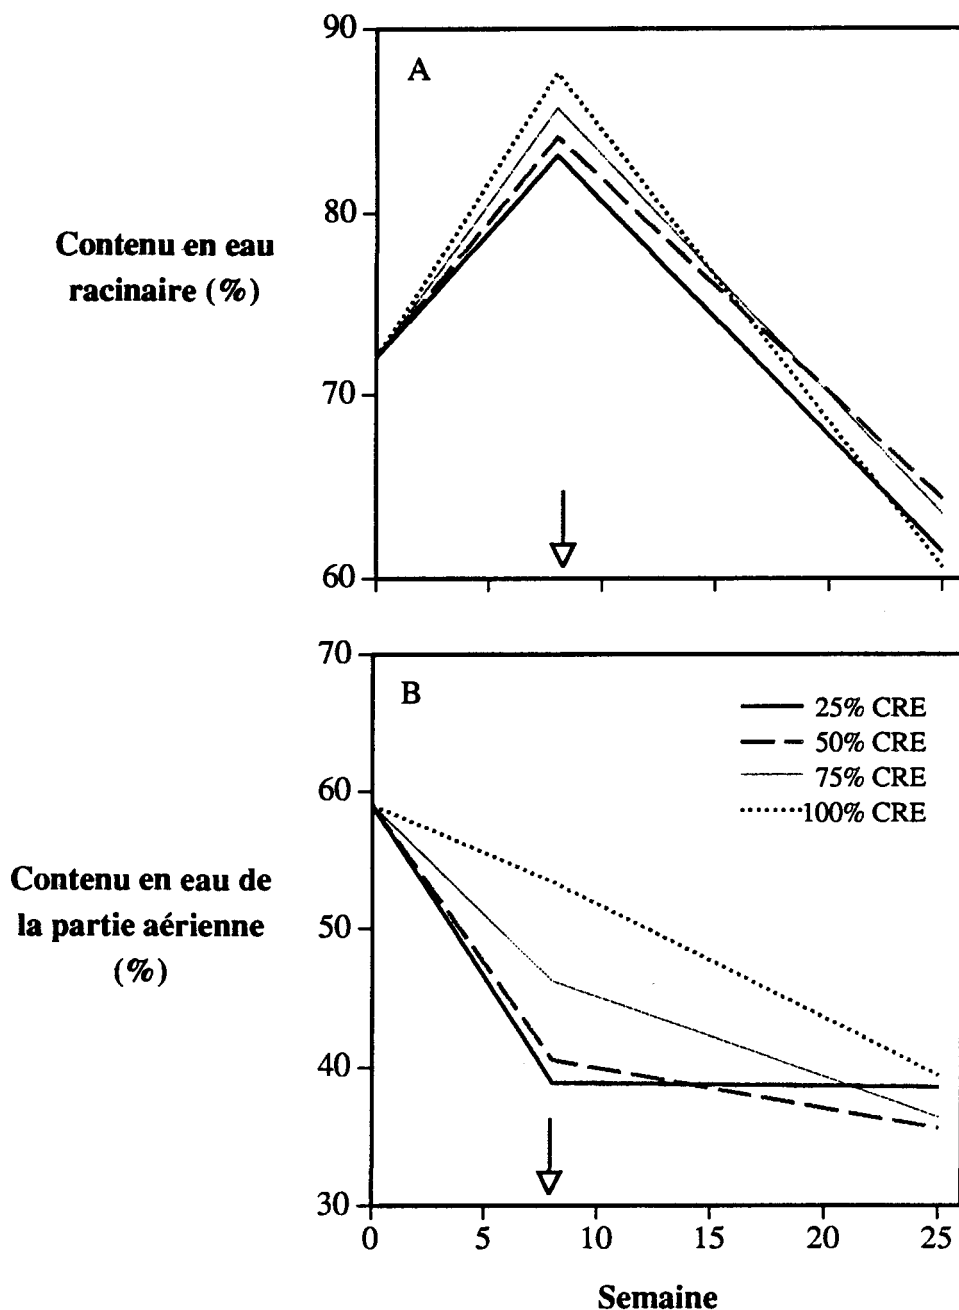 90
A
80
Contenu en eau
racinaire (%)
70
60
70
B
25% CRE
50% CRE
75% CRE
100% CRE
60
Contenu en eau de
la partie aérienne
(%)
50
40
30
0 5 10 15 20 25
Semaine